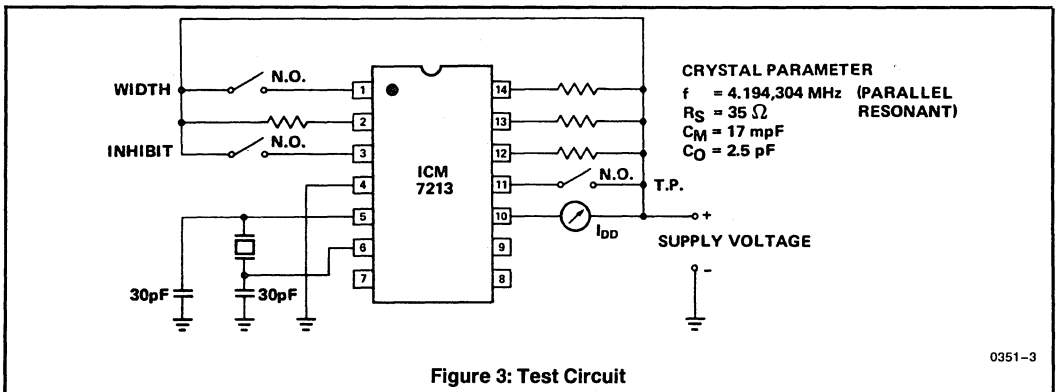 WIDTH
N.O.
INHIBIT
N.O.
1
2
3
4
5
6
7
ICM
7213
14
13
12
11
10
9
8
N.O.
T.P.
I_DD
+
SUPPLY VOLTAGE
-
30pF
30pF
CRYSTAL PARAMETER
f = 4.194,304 MHz (PARALLEL
RESONANT)
R_S = 35 Ω
C_M = 17 mpF
C_O = 2.5 pF
0351-3
Figure 3: Test Circuit